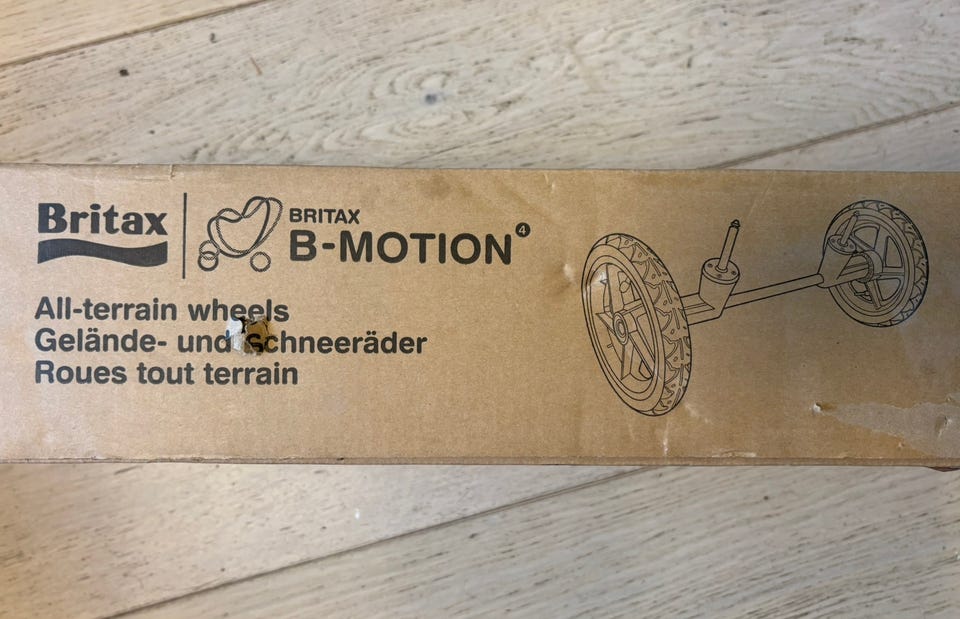 Britax
BRITAX
B-MOTION 4
All-terrain wheels
Gelände- und Schneeräder
Roues tout terrain